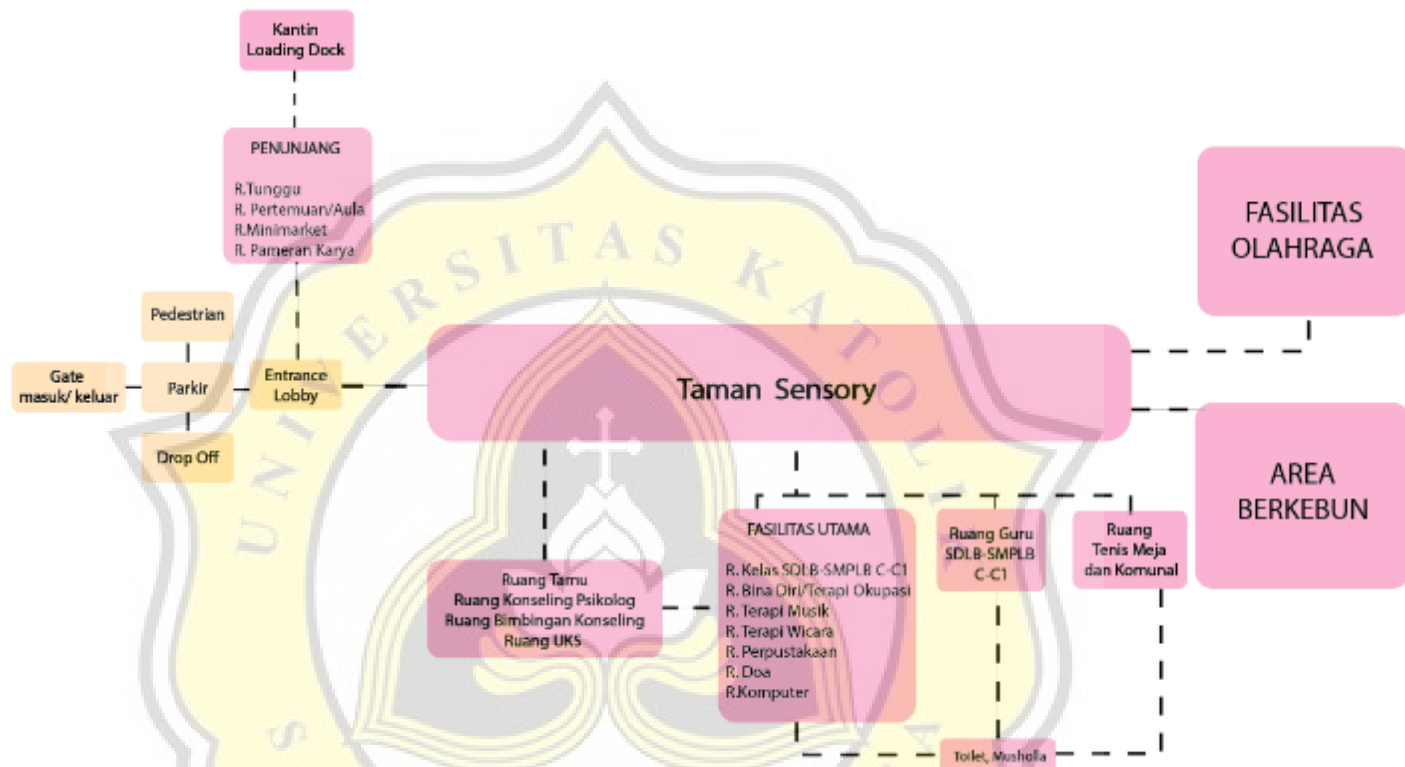 Kantin
Loading Dock
PENUNJANG
R.Tunggu
R. Pertemuan/Aula
R.Minimarket
R. Pameran Karya
FASILITAS
OLAHRAGA
Pedestrian
Gate
masuk/ keluar
Parkir
Entrance
Lobby
Drop Off
Taman Sensory
AREA
BERKEBUN
Ruang Tamu
Ruang Konseling Psikolog
Ruang Bimbingan Konseling
Ruang UKS
FASILITAS UTAMA
R. Kelas SDLB-SMPLB C-C1
R. Bina Diri/Terapi Okupasi
R. Terapi Musik
R. Terapi Wicara
R. Perpustakaan
R. Doa
R.Komputer
Ruang Guru
SDLB-SMPLB
C-C1
Ruang
Tenis Meja
dan Komunal
Toilet, Musholla
UNIVERSITAS KATOLIK